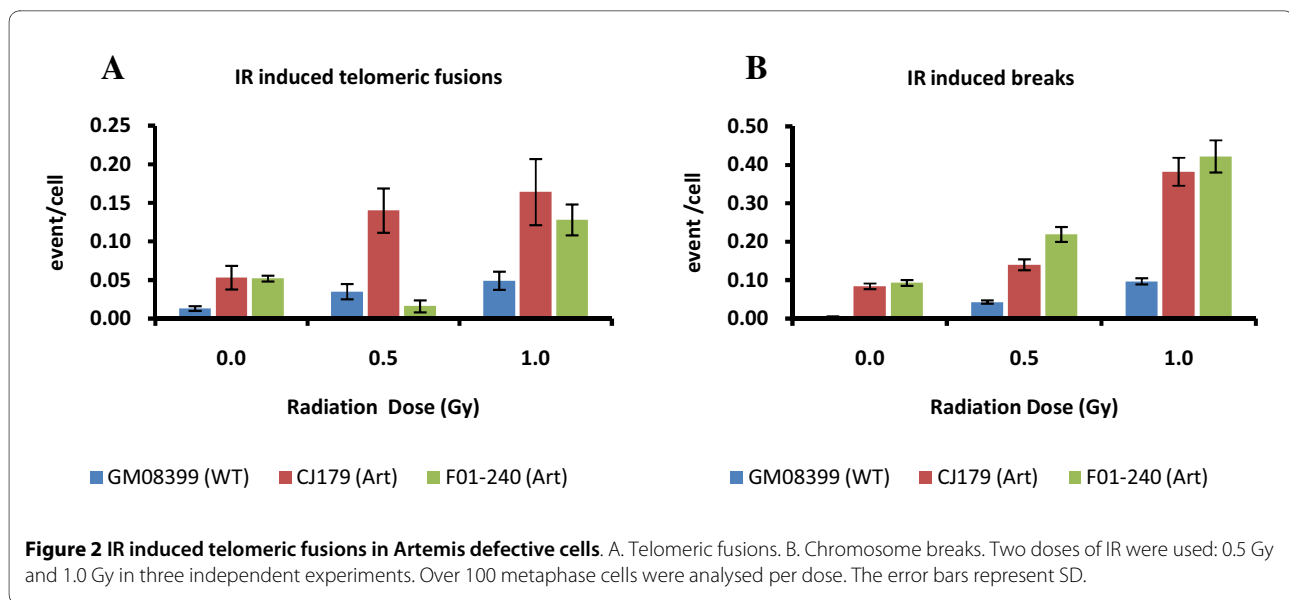 A
IR induced telomeric fusions
event/cell
0.25
0.20
0.15
0.10
0.05
0.00
0.0 0.5 1.0
Radiation Dose (Gy)
GM08399 (WT) CJ179 (Art) F01-240 (Art)
B
IR induced breaks
event /cell
0.50
0.40
0.30
0.20
0.10
0.00
0.0 0.5 1.0
Radiation Dose (Gy)
GM08399 (WT) CJ179 (Art) F01-240 (Art)
Figure 2 IR induced telomeric fusions in Artemis defective cells. A. Telomeric fusions. B. Chromosome breaks. Two doses of IR were used: 0.5 Gy
and 1.0 Gy in three independent experiments. Over 100 metaphase cells were analysed per dose. The error bars represent SD.